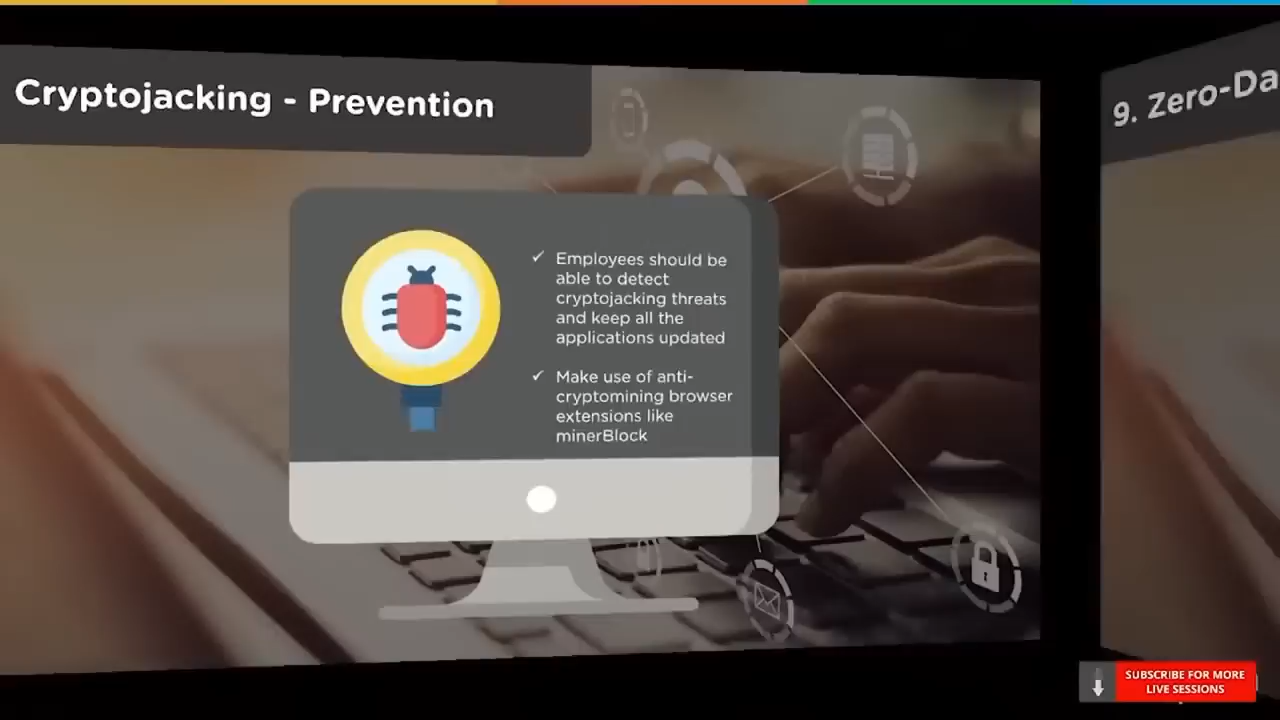 Cryptojacking - Prevention
9. Zero-Da
✓ Employees should be
able to detect
cryptojacking threats
and keep all the
applications updated
✓ Make use of anti-
cryptomining browser
extensions like
minerBlock
SUBSCRIBE FOR MORE
LIVE SESSIONS